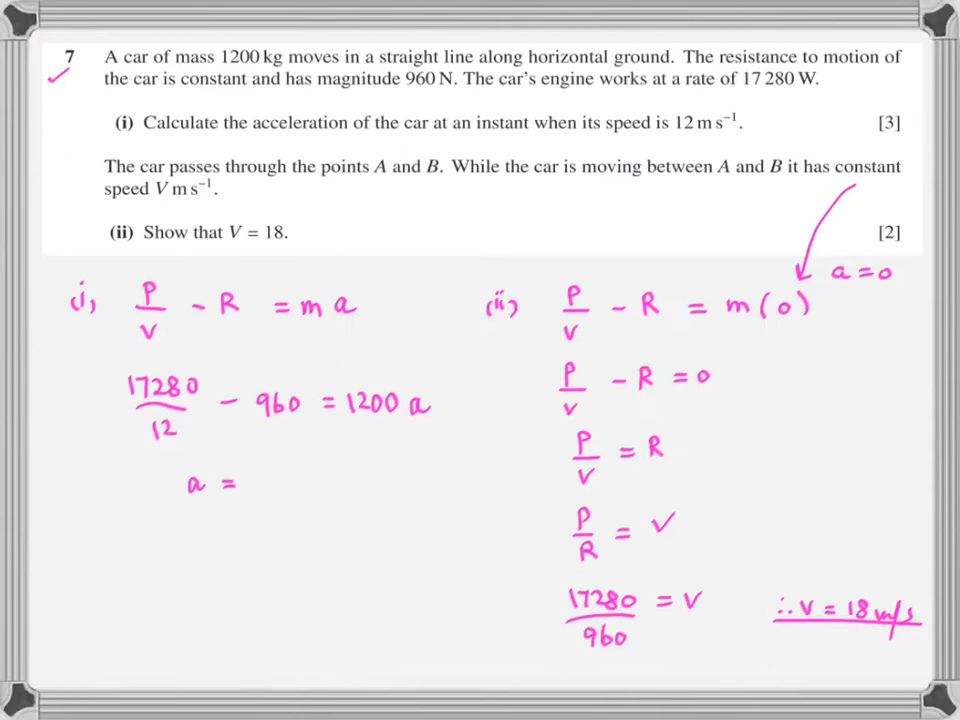 7 A car of mass 1200 kg moves in a straight line along horizontal ground. The resistance to motion of
the car is constant and has magnitude 960 N. The car's engine works at a rate of 17 280 W.
(i) Calculate the acceleration of the car at an instant when its speed is 12 m s⁻¹. [3]
The car passes through the points A and B. While the car is moving between A and B it has constant
speed V m s⁻¹.
(ii) Show that V = 18. [2]
a = 0
(i) P/V - R = ma
17280/12 - 960 = 1200 a
a =
(ii) P/V - R = m(0)
P/V - R = 0
P/V = R
P/R = V
17280/960 = V
∴ V = 18 m/s